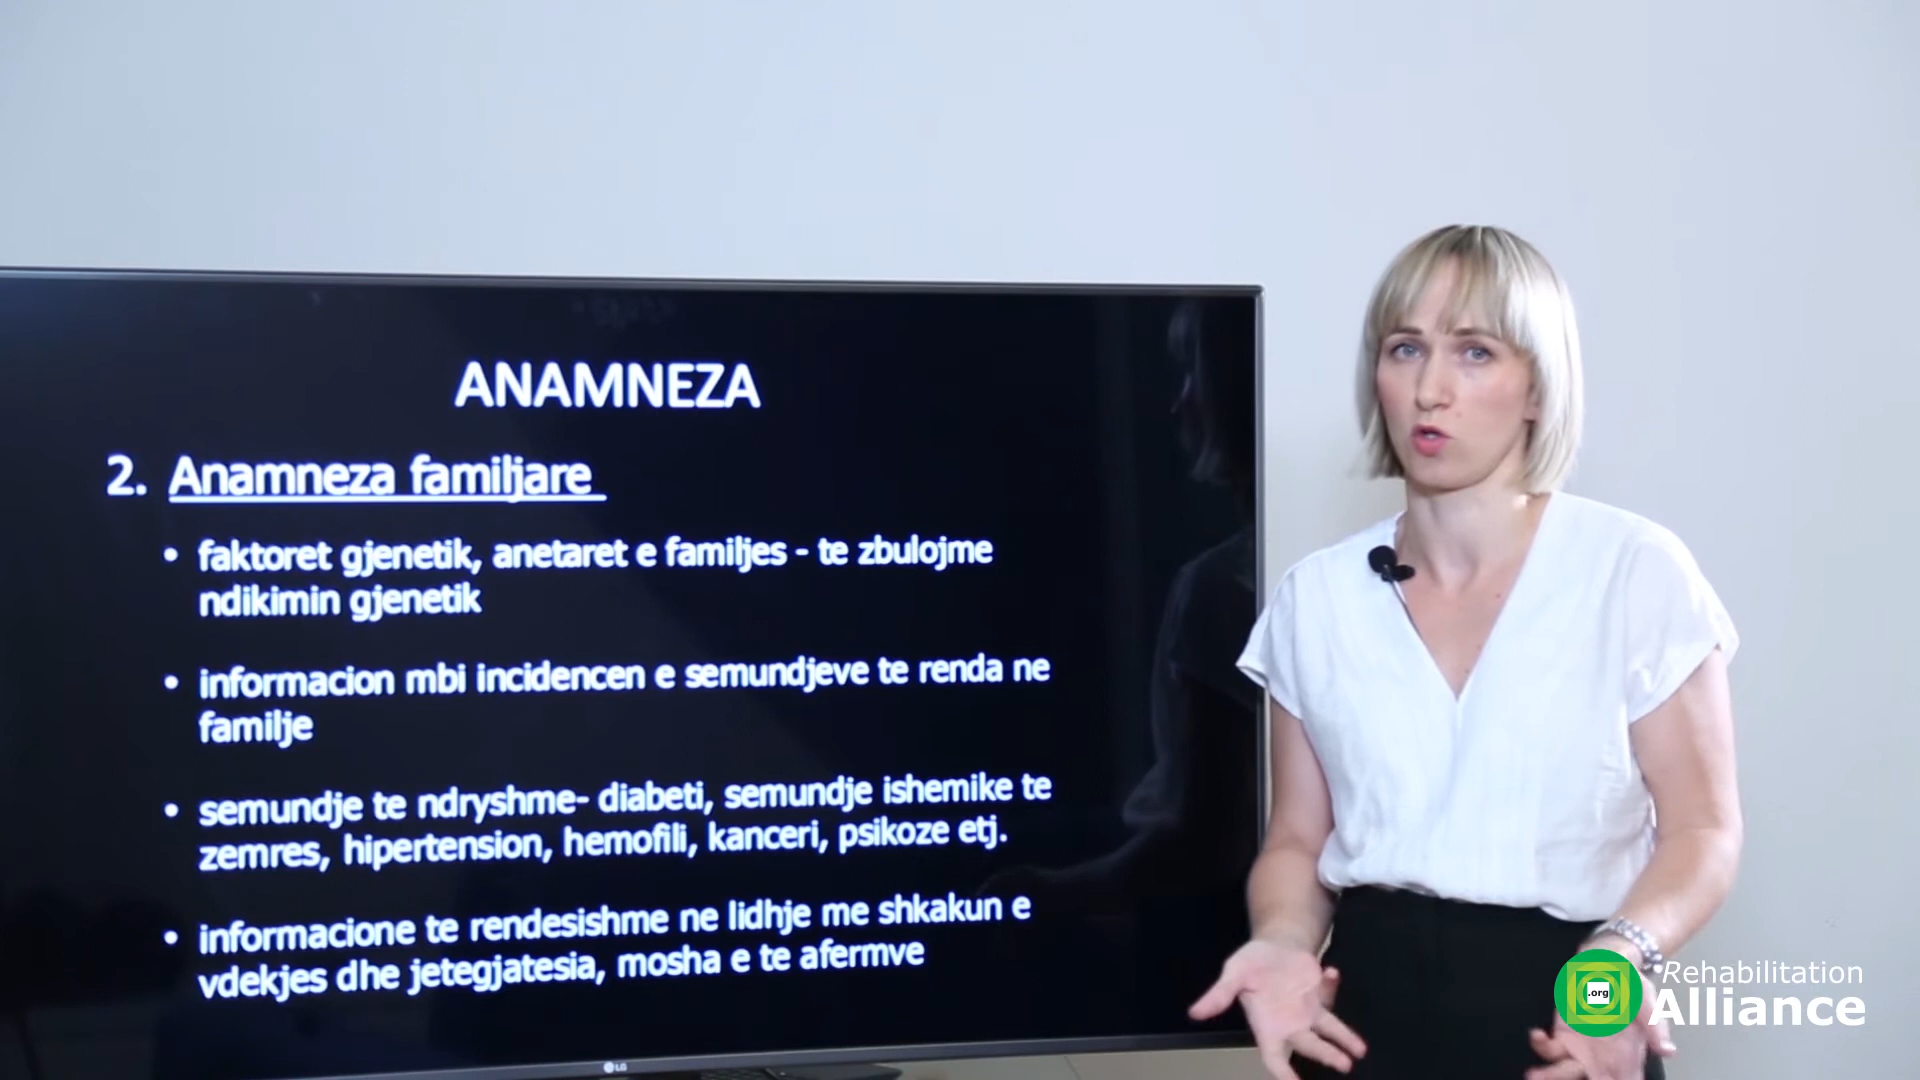 ANAMNEZA
2. Anamneza familjare
• faktoret gjenetik, anetaret e familjes - te zbulojme
ndikimin gjenetik
• informacion mbi incidencen e semundjeve te renda ne
familje
• semundje te ndryshme- diabeti, semundje ishemike te
zemres, hipertension, hemofili, kanceri, psikoze etj.
• informacione te rendesishme ne lidhje me shkakun e
vdekjes dhe jetegjatesia, mosha e te afermve
LG
.org
Rehabilitation
Alliance